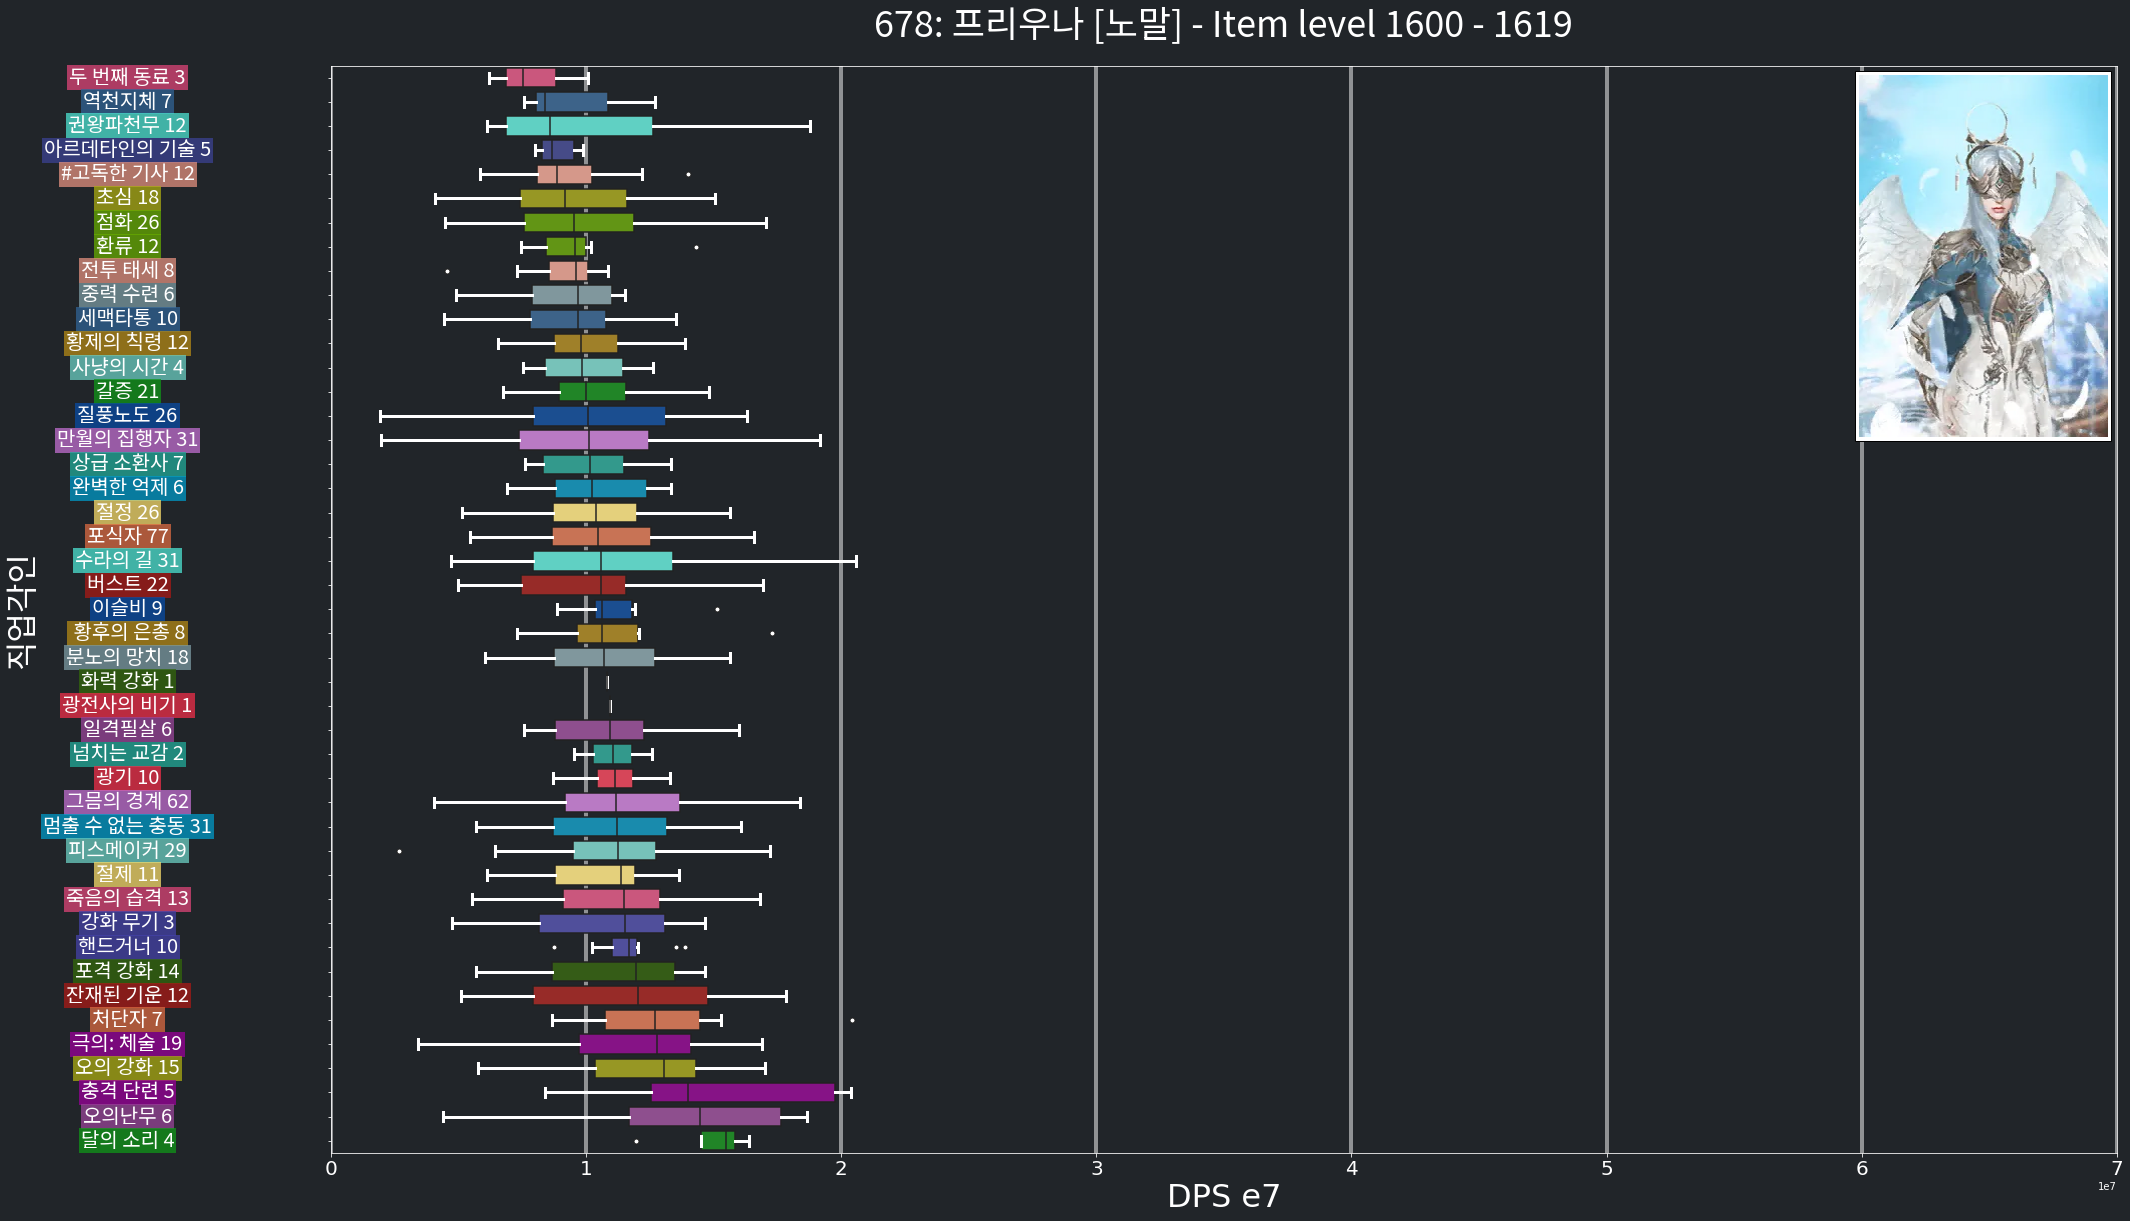 678: 프리우나 [노말] - Item level 1600 - 1619
두 번째 동료 3
역천지체 7
권왕파천무 12
아르데타인의 기술 5
#고독한 기사 12
초심 18
점화 26
환류 12
전투 태세 8
중력 수련 6
세맥타통 10
황제의 칙령 12
사냥의 시간 4
갈증 21
질풍노도 26
만월의 집행자 31
상급 소환사 7
완벽한 억제 6
절정 26
포식자 77
수라의 길 31
버스트 22
이슬비 9
황후의 은총 8
분노의 망치 18
화력 강화 1
광전사의 비기 1
일격필살 6
넘치는 교감 2
광기 10
그믐의 경계 62
멈출 수 없는 충동 31
피스메이커 29
절제 11
죽음의 습격 13
강화 무기 3
핸드거너 10
포격 강화 14
잔재된 기운 12
처단자 7
극의: 체술 19
오의 강화 15
충격 단련 5
오의난무 6
달의 소리 4
직업각인
0 1 2 3 4 5 6 7
1e7
DPS e7